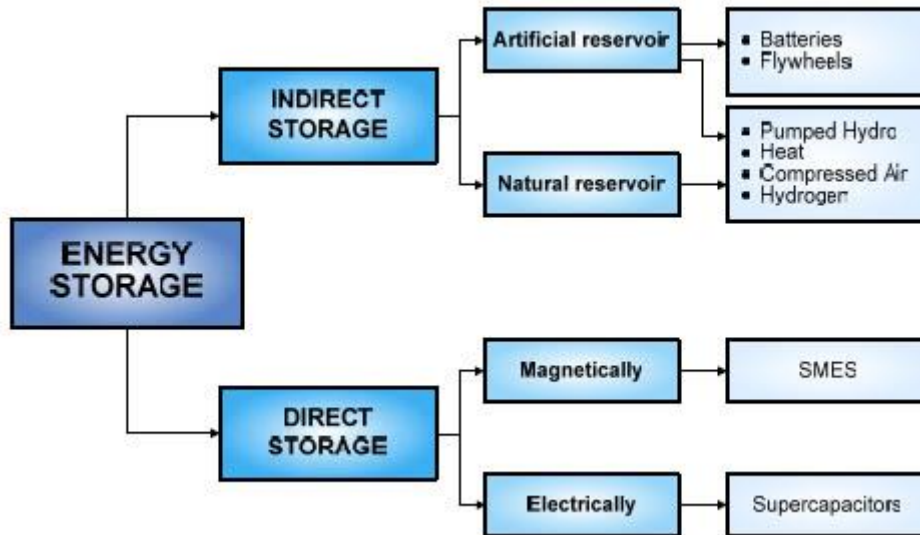 Artificial reservoir
▪ Batteries
▪ Flywheels
INDIRECT
STORAGE
▪ Pumped Hydro
▪ Heat
▪ Compressed Air
▪ Hydrogen
Natural reservoir
ENERGY
STORAGE
Magnetically
SMES
DIRECT
STORAGE
Electrically
Supercapacitors